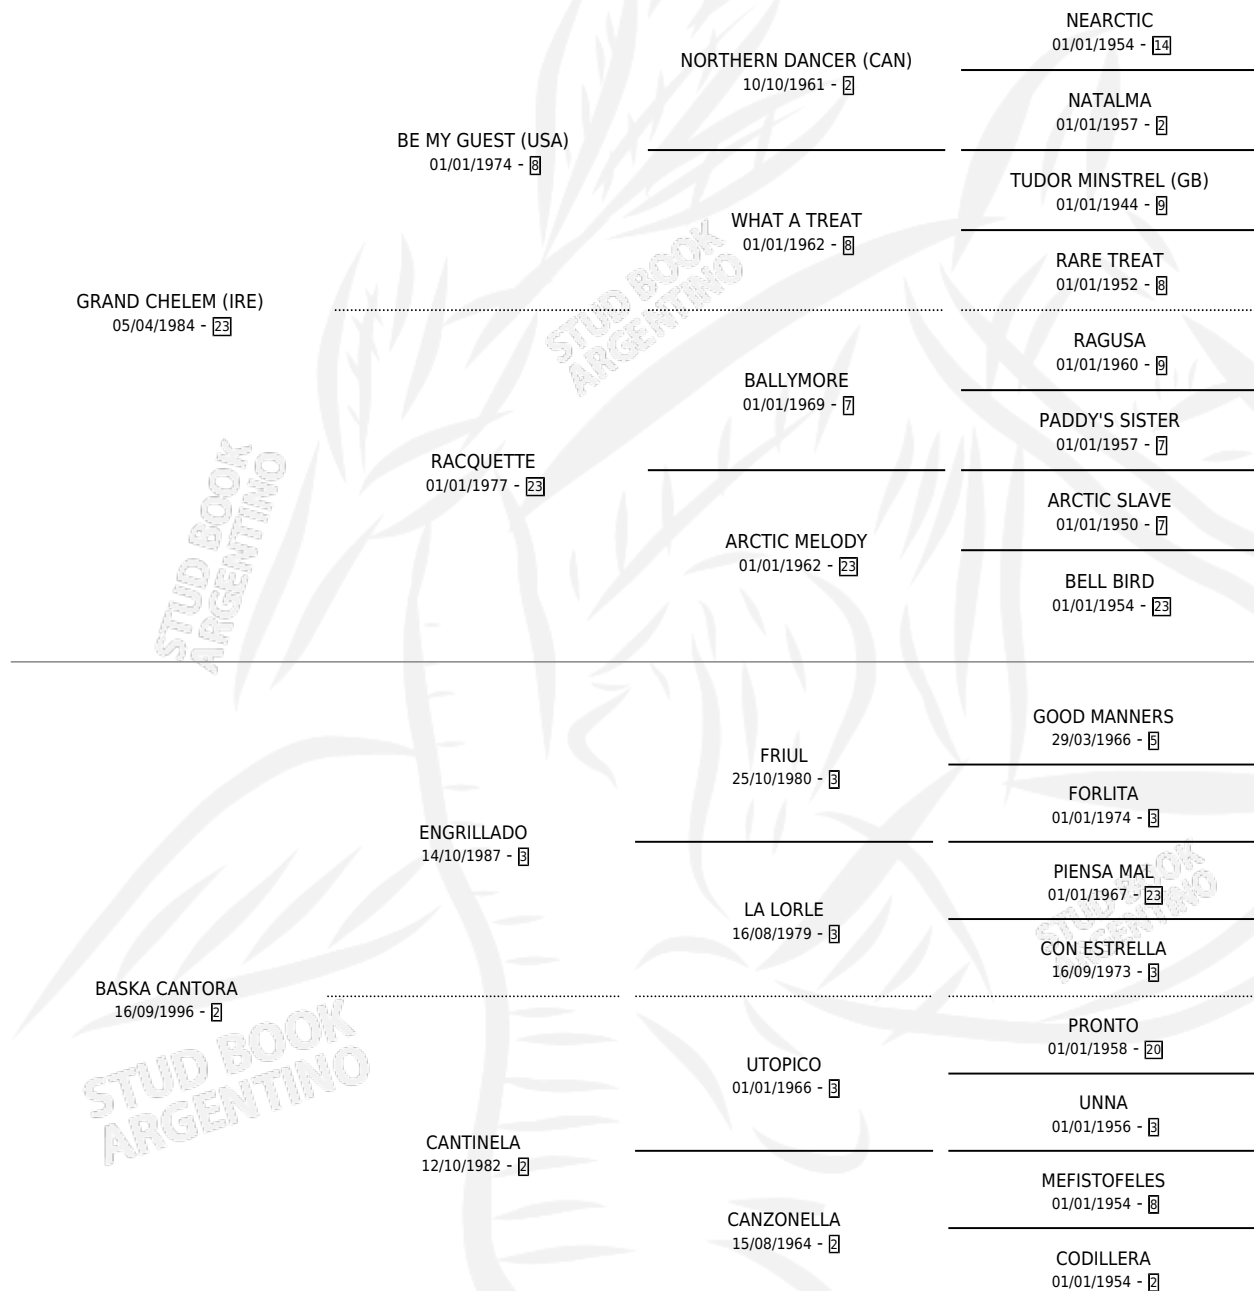 NEARCTIC
01/01/1954 - 14
NORTHERN DANCER (CAN)
10/10/1961 - 2
NATALMA
01/01/1957 - 2
BE MY GUEST (USA)
01/01/1974 - 8
TUDOR MINSTREL (GB)
01/01/1944 - 9
WHAT A TREAT
01/01/1962 - 8
RARE TREAT
01/01/1952 - 8
GRAND CHELEM (IRE)
05/04/1984 - 23
STUD BOOK
ARGENTINO
RAGUSA
01/01/1960 - 9
BALLYMORE
01/01/1969 - 7
PADDY'S SISTER
01/01/1957 - 7
RACQUETTE
01/01/1977 - 23
ARCTIC SLAVE
01/01/1950 - 7
ARCTIC MELODY
01/01/1962 - 23
BELL BIRD
01/01/1954 - 23
STUD BOOK
ARGENTINO
GOOD MANNERS
29/03/1966 - 5
FRIUL
25/10/1980 - 3
FORLITA
01/01/1974 - 3
ENGRILLADO
14/10/1987 - 3
PIENSA MAL
01/01/1967 - 23
LA LORLE
16/08/1979 - 3
STUD BOOK
ARGENTINO
CON ESTRELLA
16/09/1973 - 3
BASKA CANTORA
16/09/1996 - 2
STUD BOOK
ARGENTINO
PRONTO
01/01/1958 - 20
UTOPICO
01/01/1966 - 3
UNNA
01/01/1956 - 3
CANTINELA
12/10/1982 - 2
MEFISTOFELES
01/01/1954 - 8
CANZONELLA
15/08/1964 - 2
CODILLERA
01/01/1954 - 2